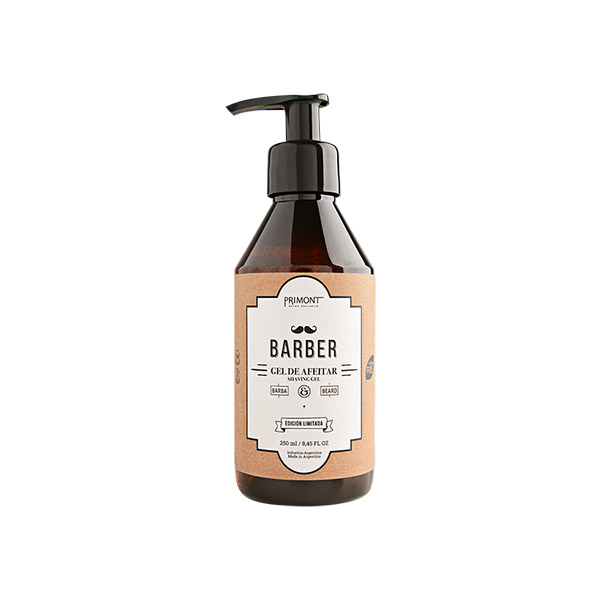 PRIMONT
BARBER
GEL DE AFEITAR
SHAVING GEL
BARBA & BEARD
EDICIÓN LIMITADA
250 ml / 8,45 FL OZ
Industria Argentina
Made in Argentina
FREE